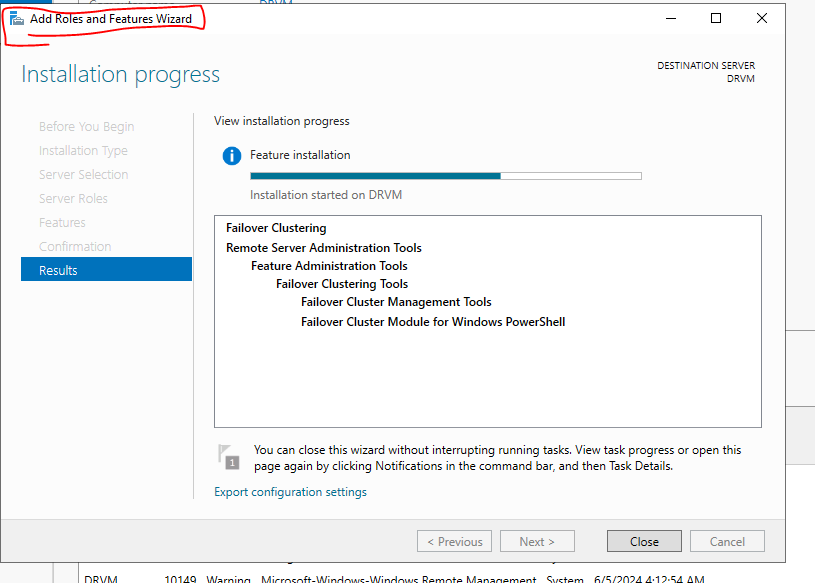 DRVM
Add Roles and Features Wizard
Installation progress
DESTINATION SERVER
DRVM
Before You Begin
Installation Type
Server Selection
Server Roles
Features
Confirmation
Results
View installation progress
Feature installation
Installation started on DRVM
Failover Clustering
Remote Server Administration Tools
Feature Administration Tools
Failover Clustering Tools
Failover Cluster Management Tools
Failover Cluster Module for Windows PowerShell
1
You can close this wizard without interrupting running tasks. View task progress or open this
page again by clicking Notifications in the command bar, and then Task Details.
Export configuration settings
< Previous
Next >
Close
Cancel
DRVM 10149 Warning Microsoft-Windows-Windows Remote Management System 6/5/2024 4:12:54 AM